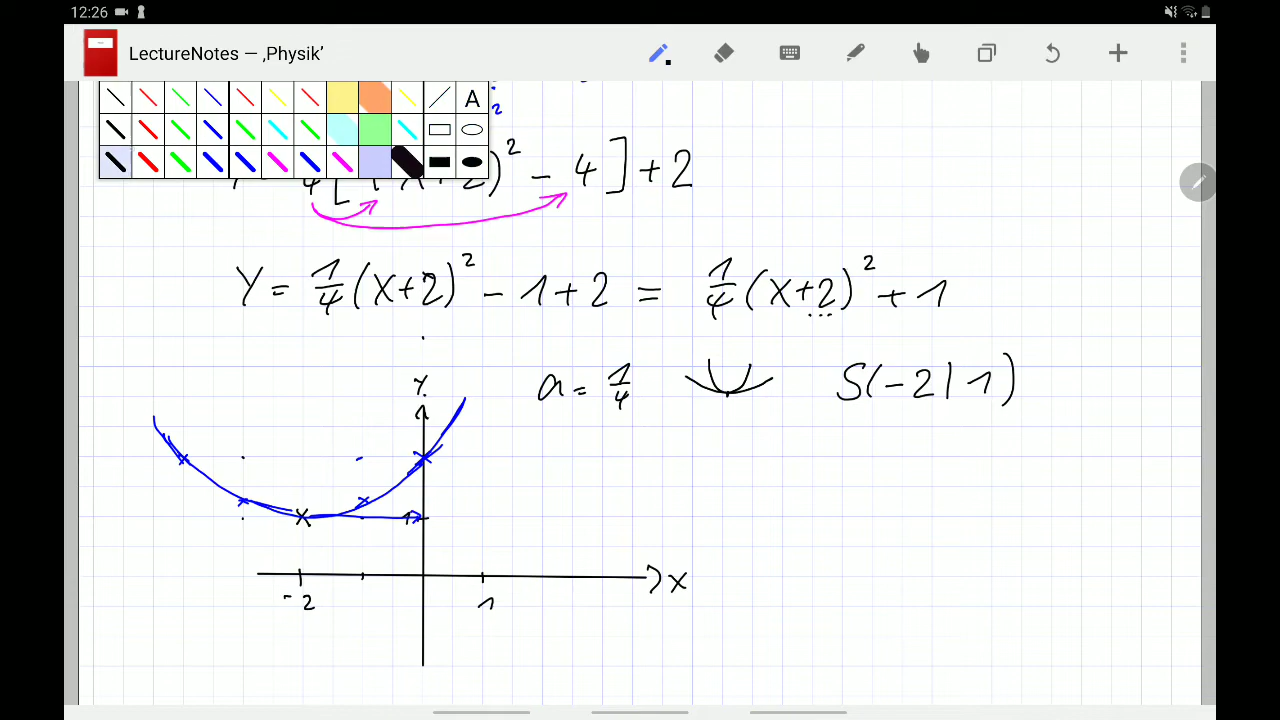 12:26
LectureNotes — ‚Physik’
A
2
4[ (x+2)² − 4] + 2
Y = 1/4 (x+2)² − 1 + 2 = 1/4 (x+2)² + 1
a = 1/4 S(−2 | 1)
Y
1
x
-2 1